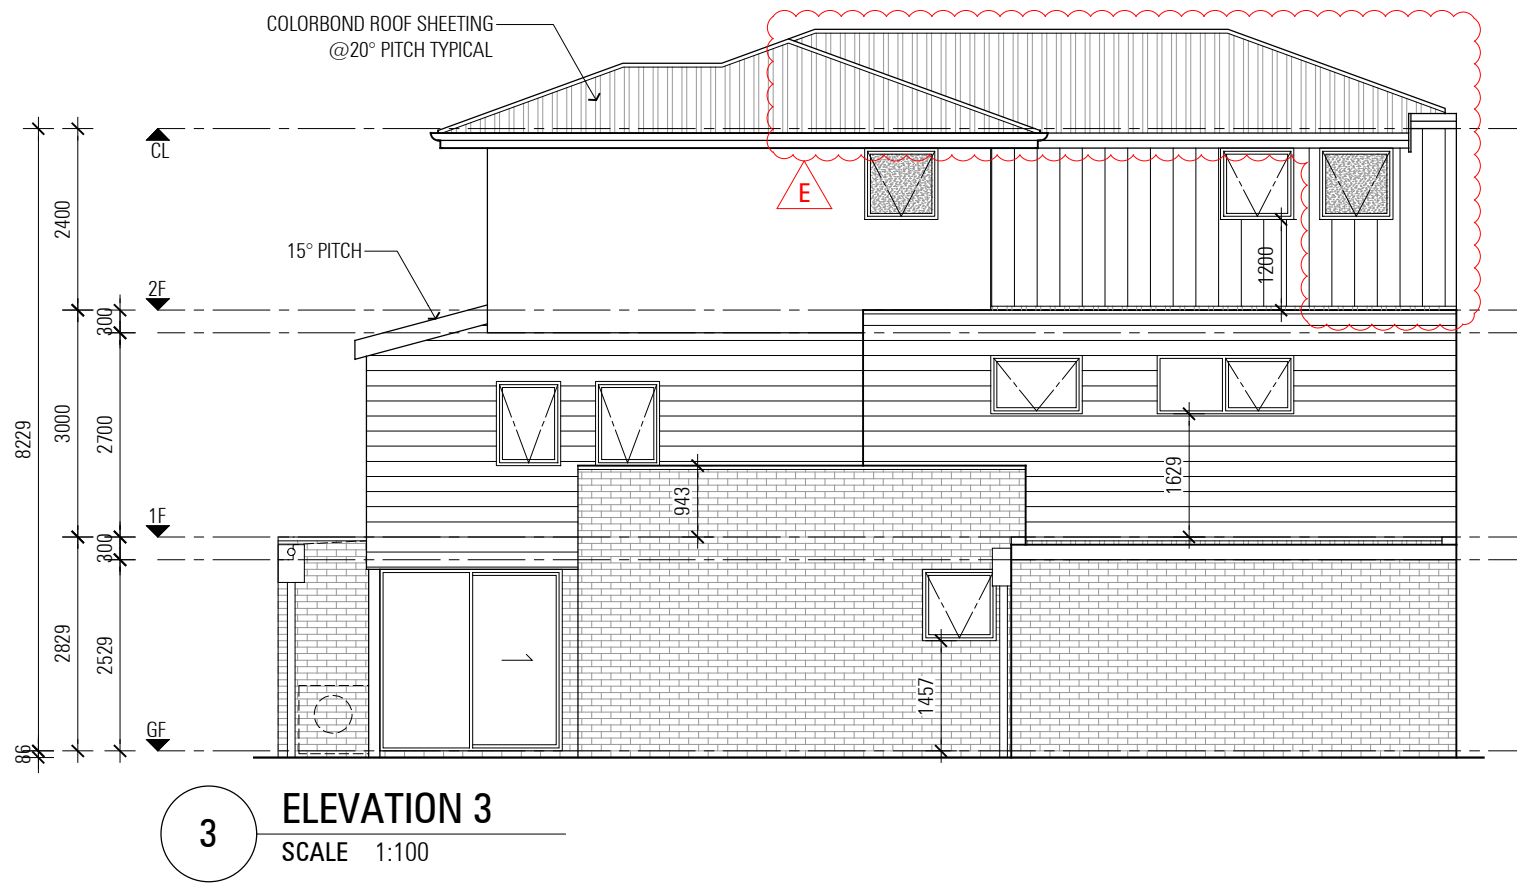 COLORBOND ROOF SHEETING
@20° PITCH TYPICAL
CL
E
2400
15° PITCH
1200
2F
300
8229
3000
2700
1629
943
1F
300
2829
2529
1457
GF
86
3
ELEVATION 3
SCALE 1:100